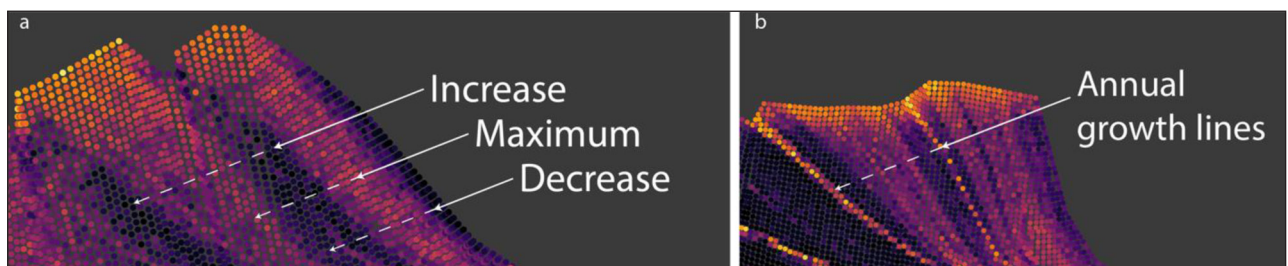 a
Increase
Maximum
Decrease
b
Annual
growth lines